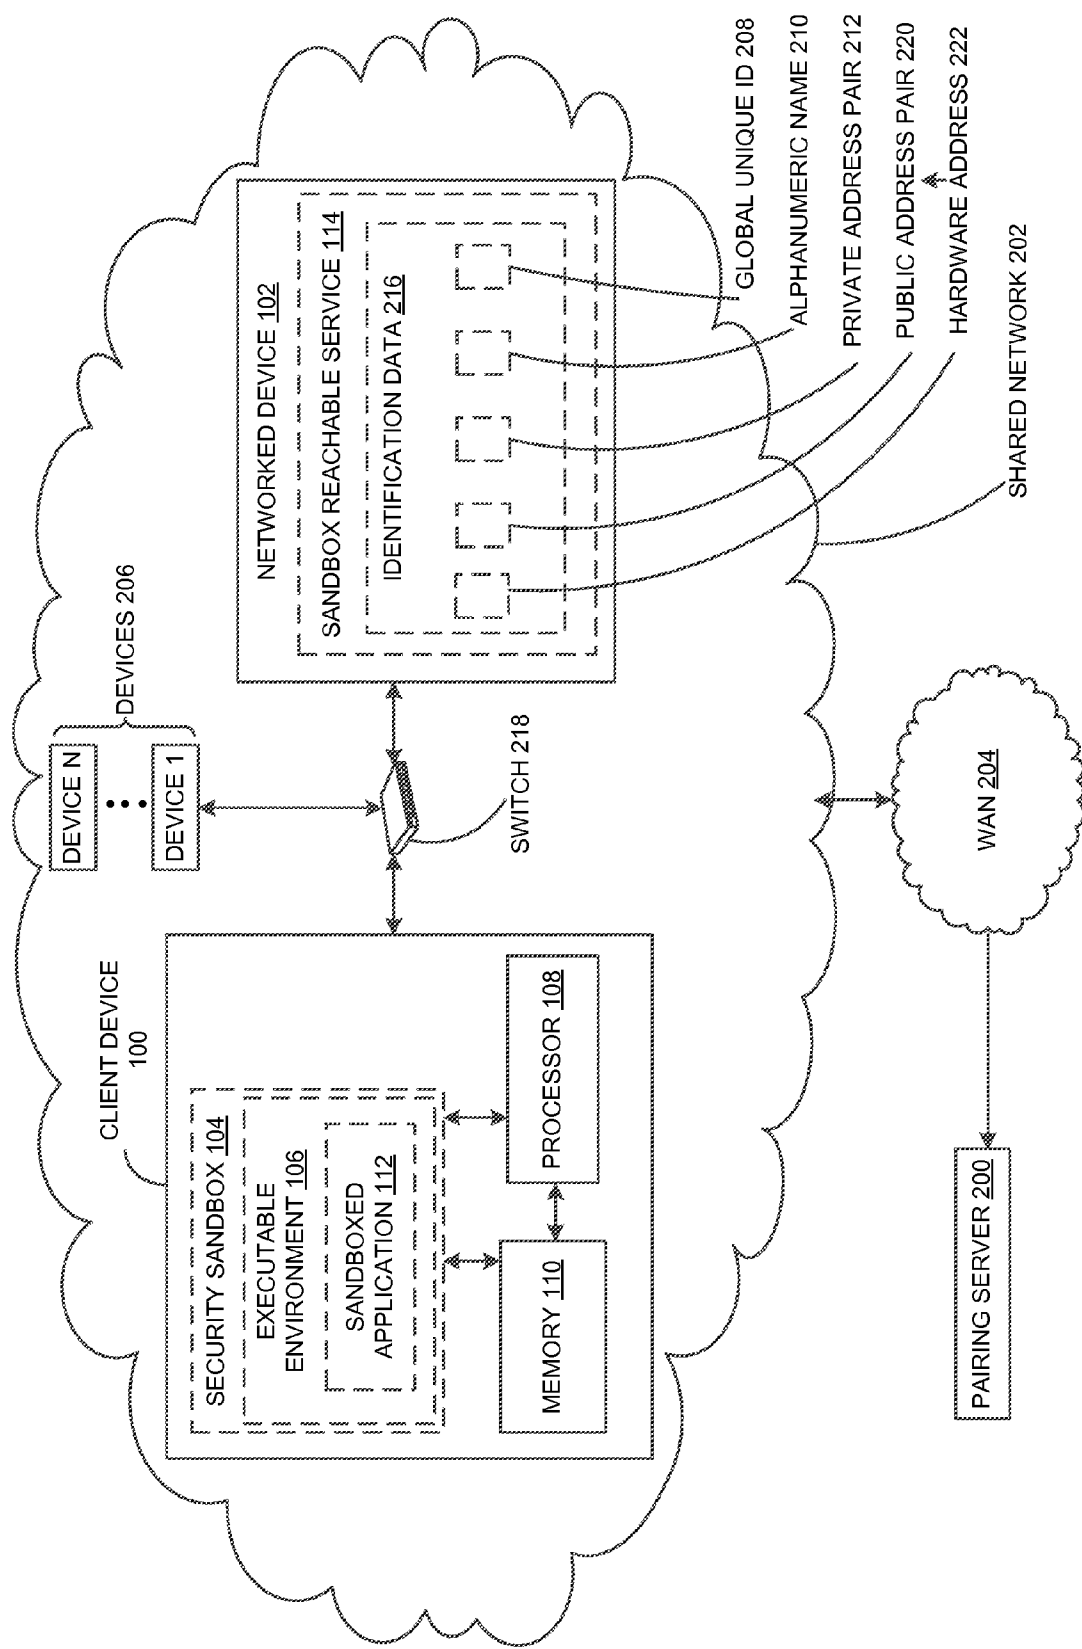 CLIENT DEVICE
100
SECURITY SANDBOX 104
EXECUTABLE
ENVIRONMENT 106
SANDBOXED
APPLICATION 112
MEMORY 110
PROCESSOR 108
DEVICE N
DEVICE 1
DEVICES 206
SWITCH 218
NETWORKED DEVICE 102
SANDBOX REACHABLE SERVICE 114
IDENTIFICATION DATA 216
GLOBAL UNIQUE ID 208
ALPHANUMERIC NAME 210
PRIVATE ADDRESS PAIR 212
PUBLIC ADDRESS PAIR 220
HARDWARE ADDRESS 222
SHARED NETWORK 202
WAN 204
PAIRING SERVER 200